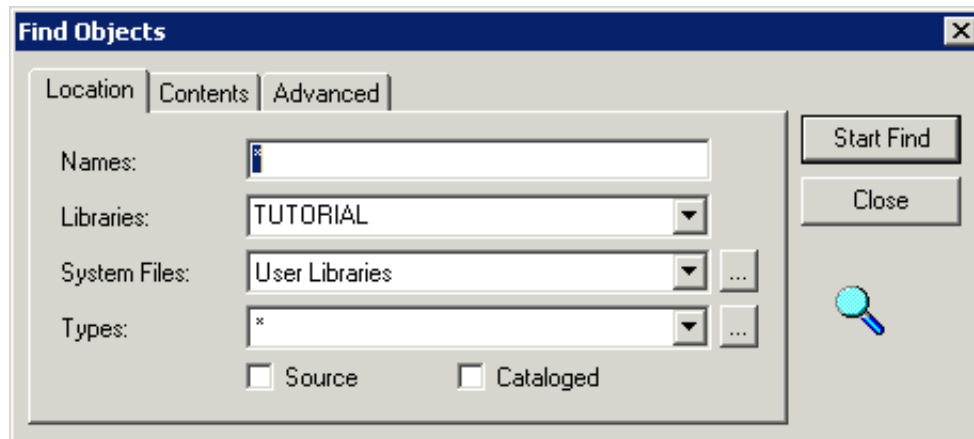 Find Objects
Location Contents Advanced
Start Find
Names: *
Close
Libraries: TUTORIAL
System Files: User Libraries ...
Types: * ...
Source Cataloged